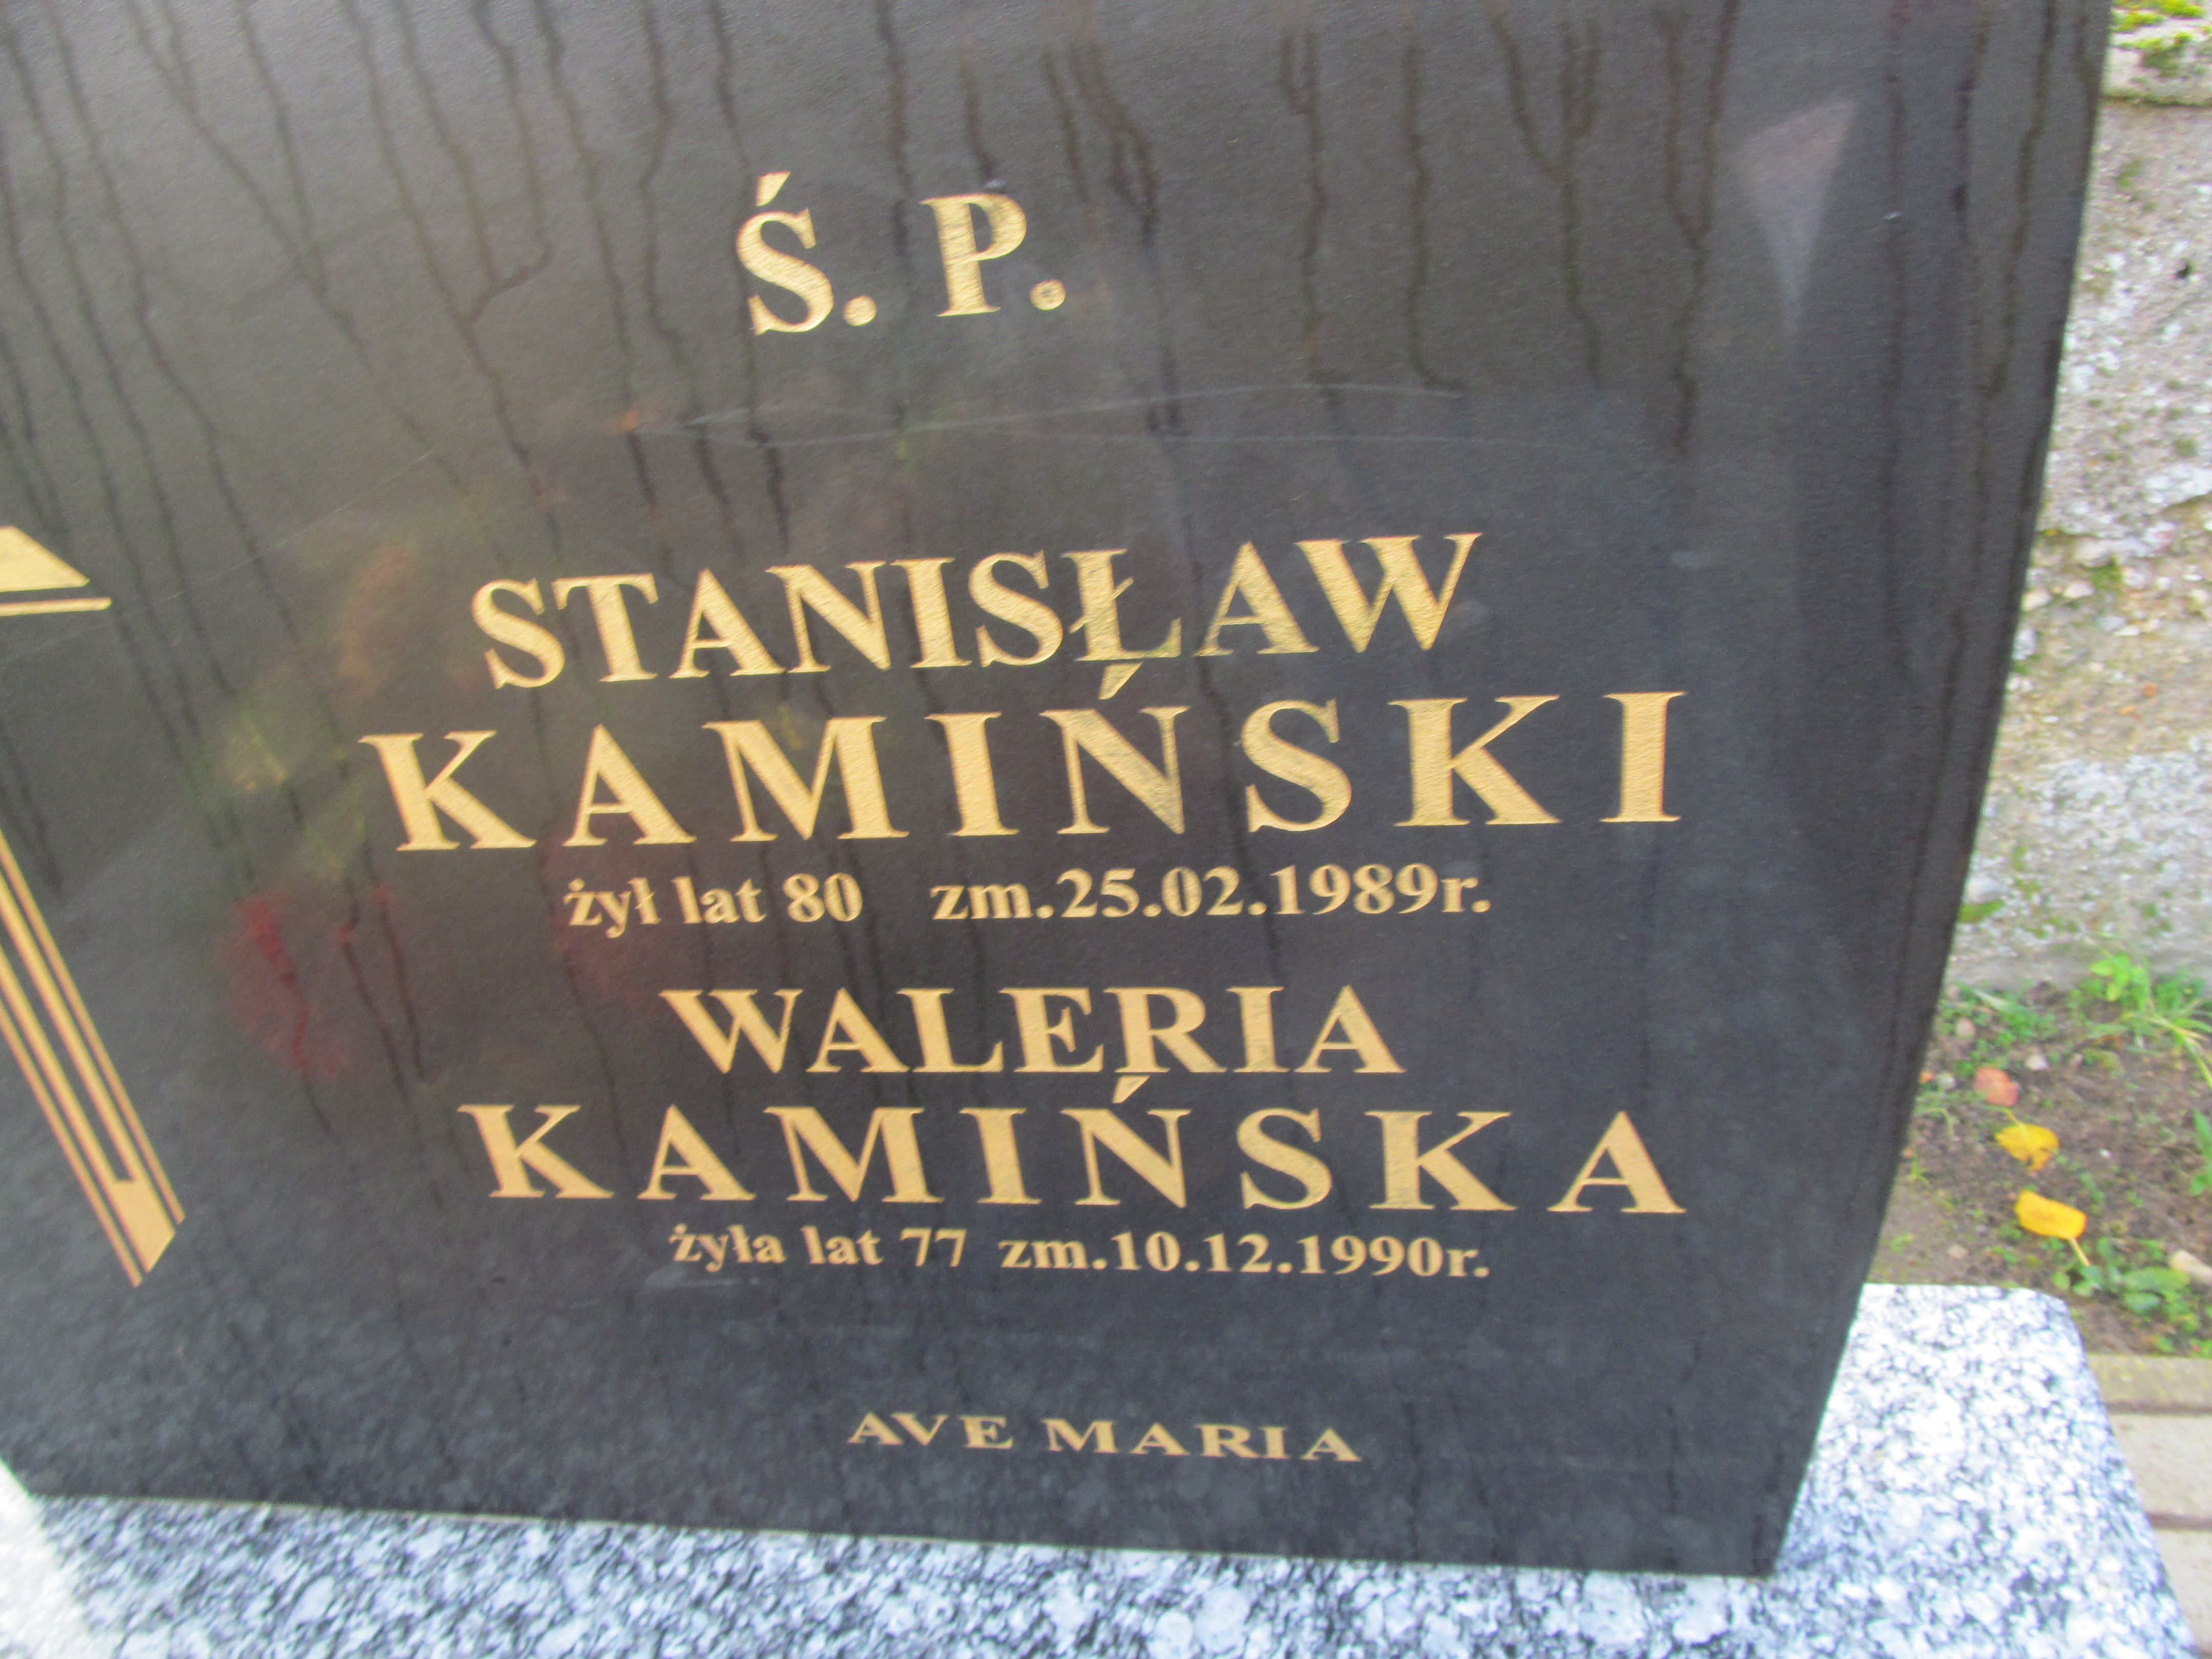 Ś. P.
STANISŁAW
KAMIŃSKI
żył lat 80 zm.25.02.1989r.
WALERIA
KAMIŃSKA
żyła lat 77 zm.10.12.1990r.
AVE MARIA